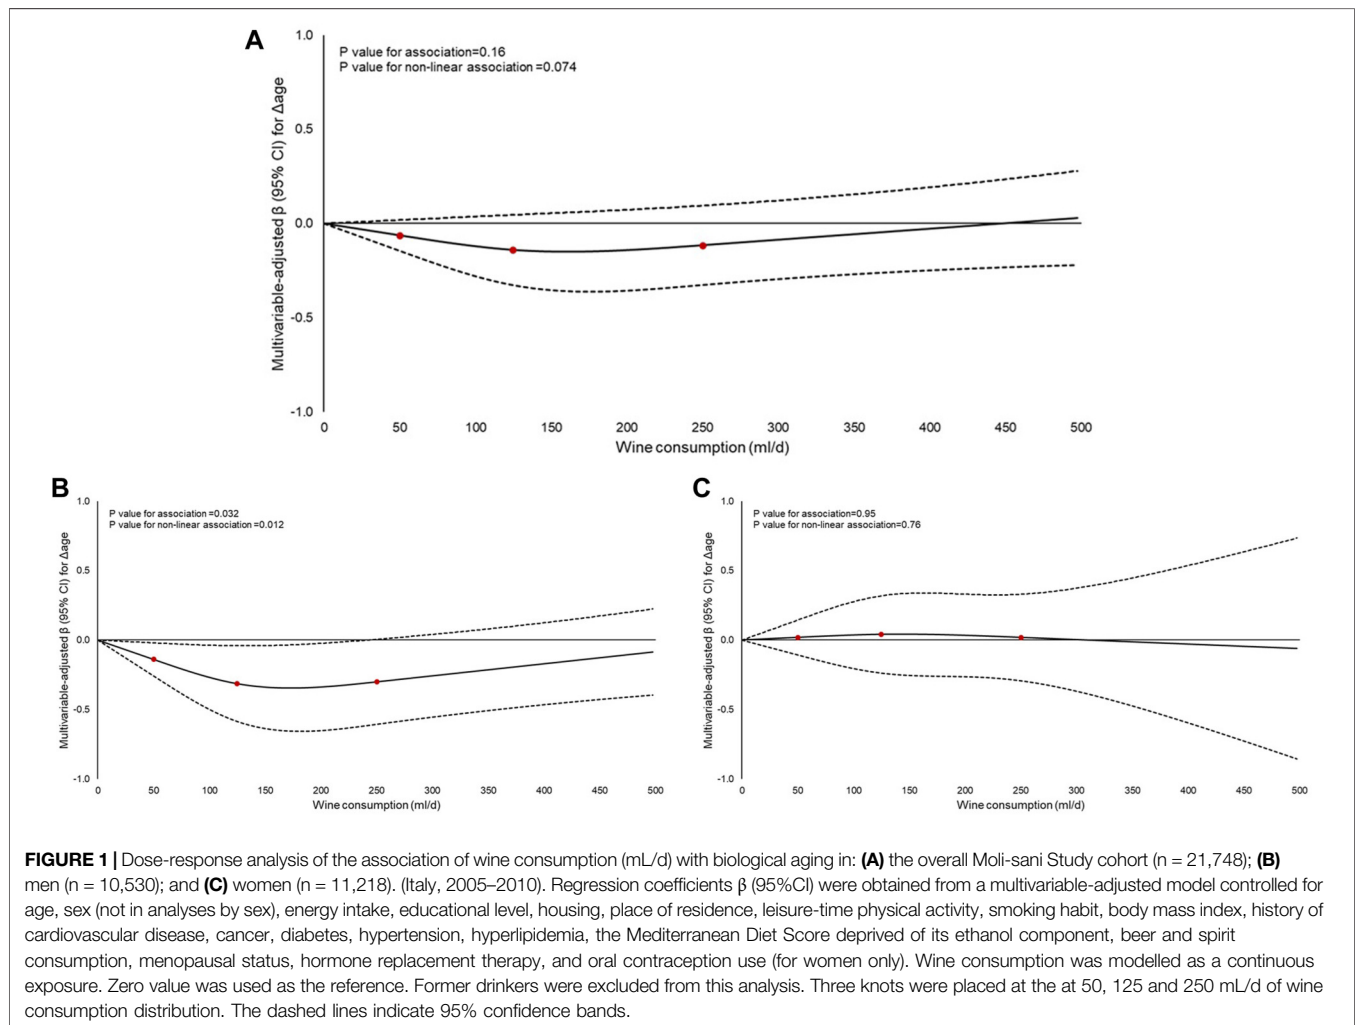 A
P value for association=0.16
P value for non-linear association =0.074
Multivariable-adjusted β (95% CI) for Δage
1.0
0.5
0.0
-0.5
-1.0
0 50 100 150 200 250 300 350 400 450 500
Wine consumption (ml/d)
B
P value for association =0.032
P value for non-linear association =0.012
Multivariable-adjusted β (95% CI) for Δage
1.0
0.5
0.0
-0.5
-1.0
0 50 100 150 200 250 300 350 400 450 500
Wine consumption (ml/d)
C
P value for association=0.95
P value for non-linear association=0.76
Multivariable-adjusted β (95% CI) for Δage
1.0
0.5
0.0
-0.5
-1.0
0 50 100 150 200 250 300 350 400 450 500
Wine consumption (ml/d)
FIGURE 1 | Dose-response analysis of the association of wine consumption (mL/d) with biological aging in: (A) the overall Moli-sani Study cohort (n = 21,748); (B)
men (n = 10,530); and (C) women (n = 11,218). (Italy, 2005–2010). Regression coefficients β (95%CI) were obtained from a multivariable-adjusted model controlled for
age, sex (not in analyses by sex), energy intake, educational level, housing, place of residence, leisure-time physical activity, smoking habit, body mass index, history of
cardiovascular disease, cancer, diabetes, hypertension, hyperlipidemia, the Mediterranean Diet Score deprived of its ethanol component, beer and spirit
consumption, menopausal status, hormone replacement therapy, and oral contraception use (for women only). Wine consumption was modelled as a continuous
exposure. Zero value was used as the reference. Former drinkers were excluded from this analysis. Three knots were placed at the at 50, 125 and 250 mL/d of wine
consumption distribution. The dashed lines indicate 95% confidence bands.